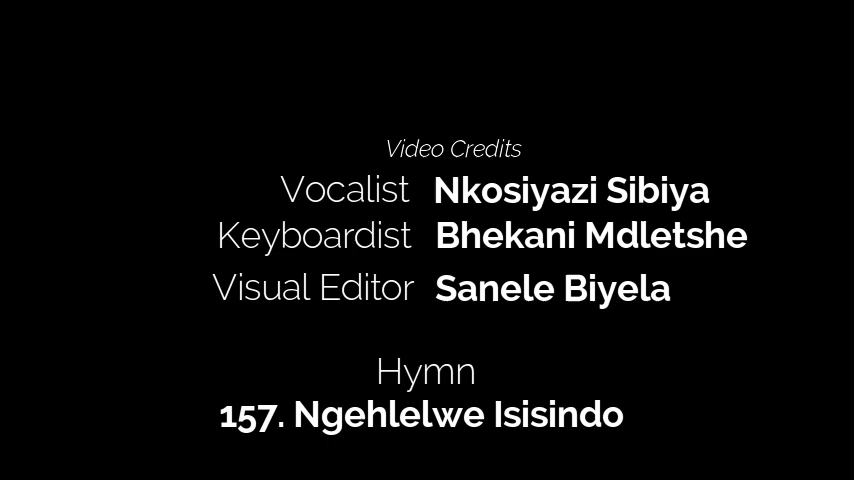 Video Credits
Vocalist Nkosiyazi Sibiya
Keyboardist Bhekani Mdletshe
Visual Editor Sanele Biyela
Hymn
157. Ngehlelwe Isisindo